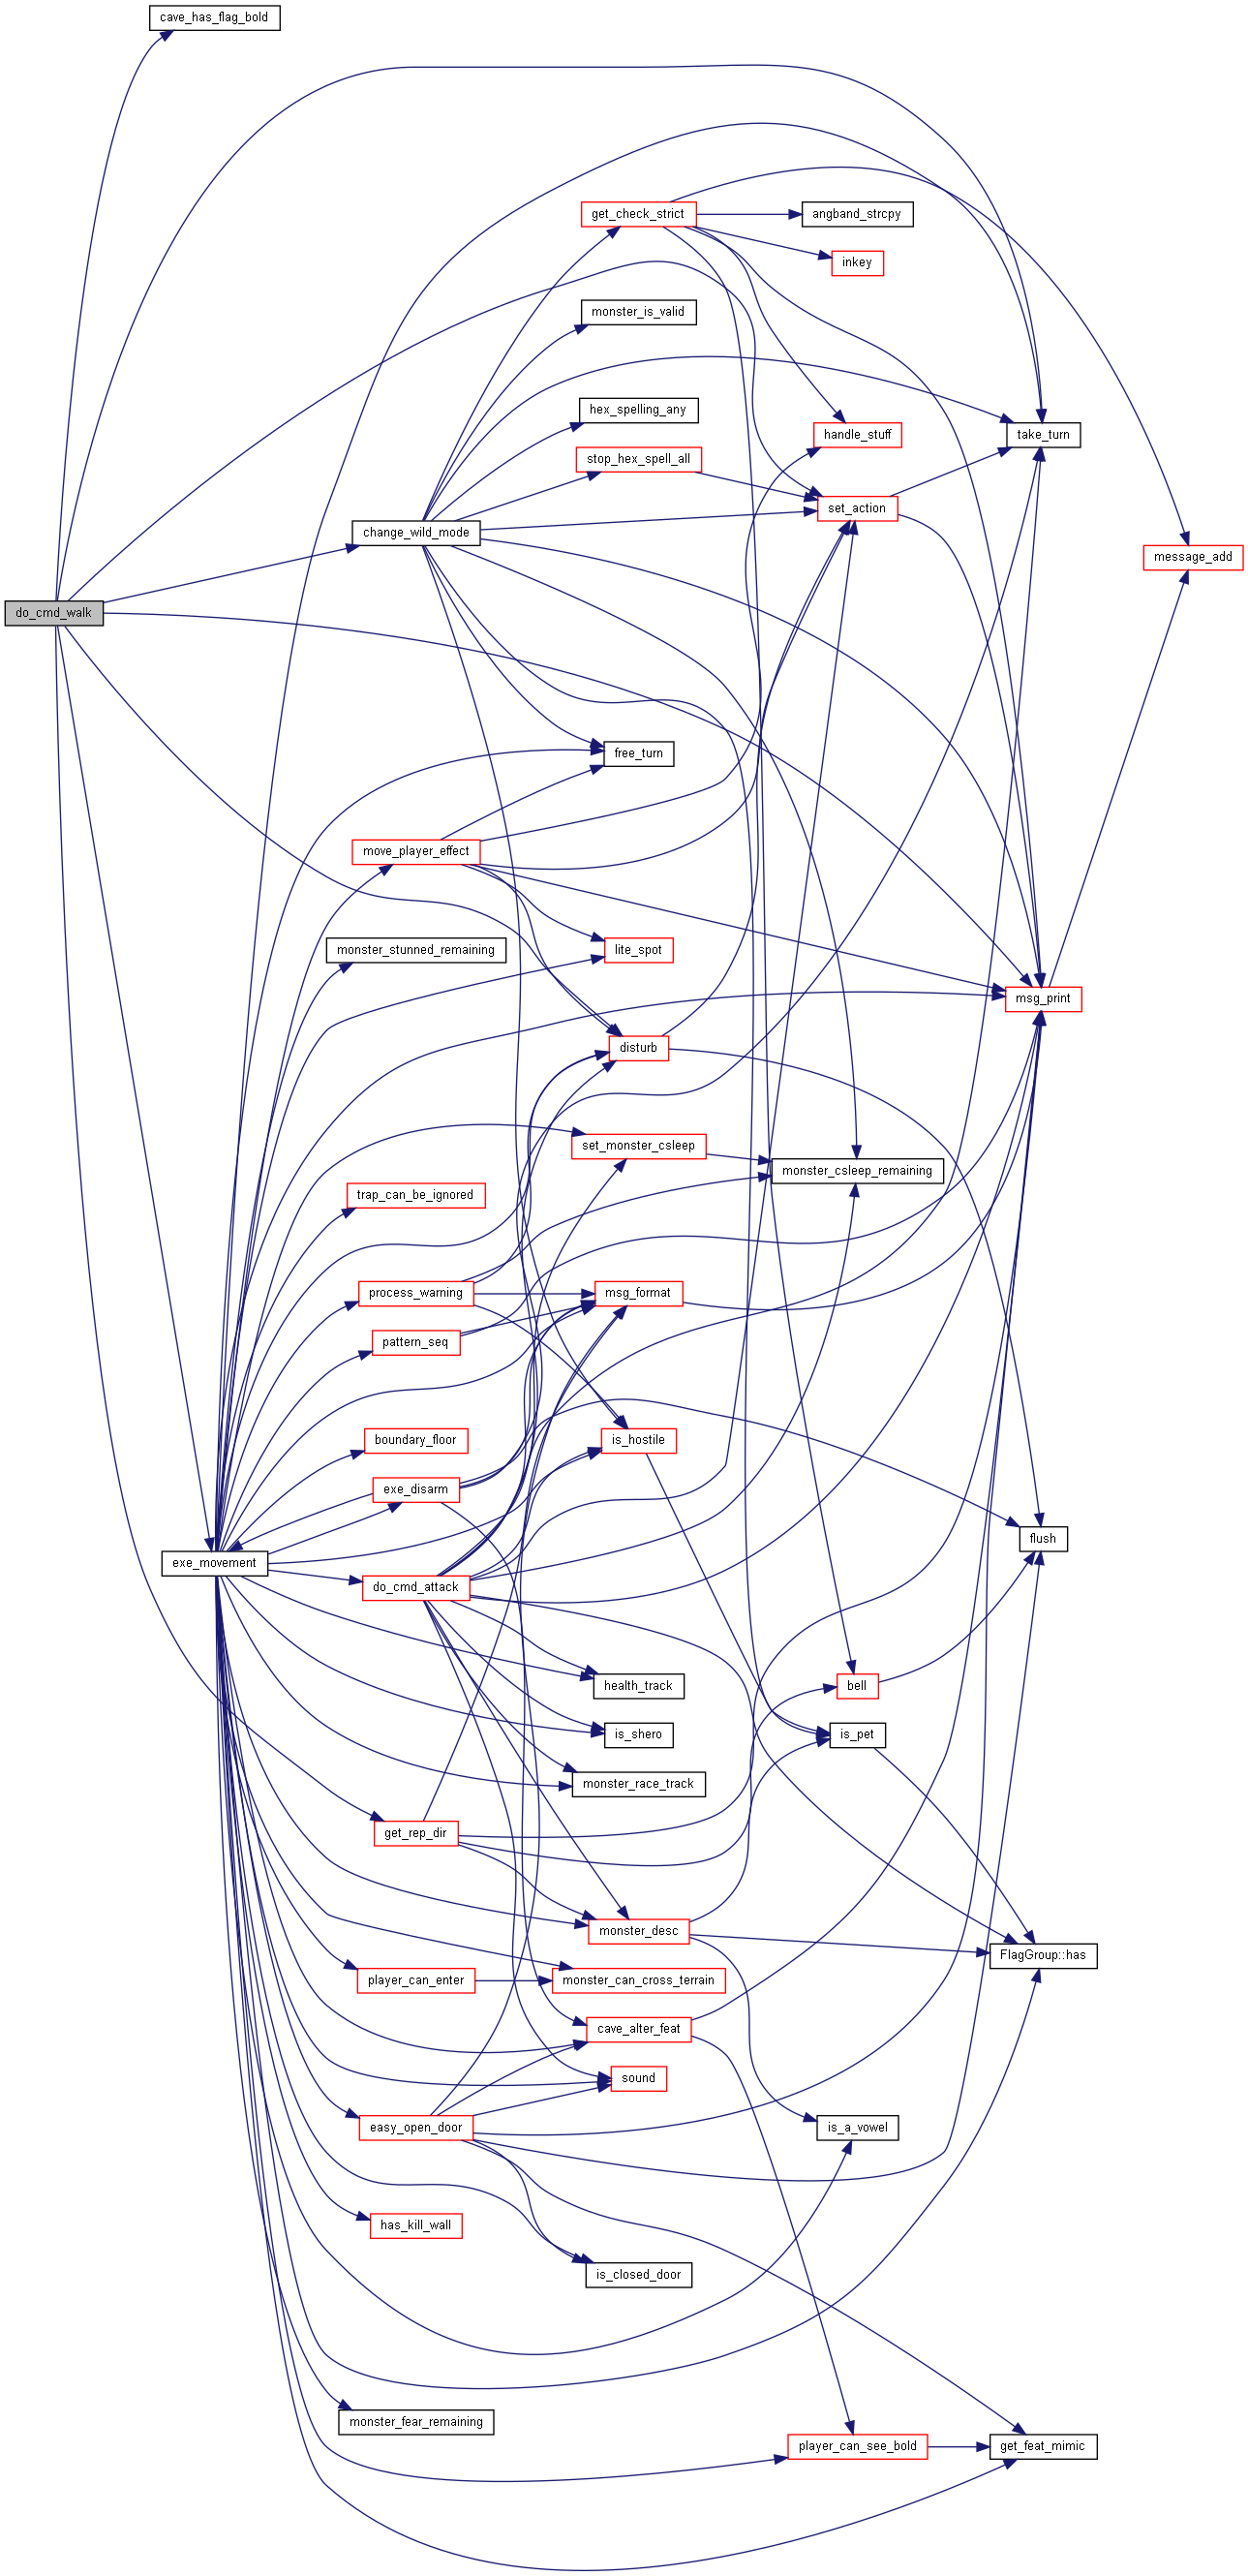 cave_has_flag_bold
get_check_strict
angband_strcpy
inkey
monster_is_valid
hex_spelling_any
handle_stuff
take_turn
stop_hex_spell_all
set_action
change_wild_mode
message_add
do_cmd_walk
free_turn
move_player_effect
monster_stunned_remaining
lite_spot
msg_print
disturb
set_monster_csleep
monster_csleep_remaining
trap_can_be_ignored
process_warning
msg_format
pattern_seq
boundary_floor
is_hostile
exe_disarm
flush
exe_movement
do_cmd_attack
health_track
bell
is_shero
is_pet
monster_race_track
get_rep_dir
monster_desc
FlagGroup::has
player_can_enter
monster_can_cross_terrain
cave_alter_feat
sound
easy_open_door
is_a_vowel
has_kill_wall
is_closed_door
monster_fear_remaining
player_can_see_bold
get_feat_mimic